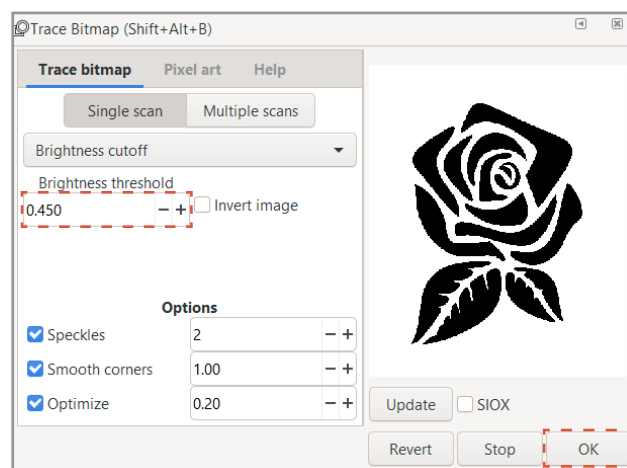 Trace Bitmap (Shift+Alt+B)
Trace bitmap Pixel art Help
Single scan Multiple scans
Brightness cutoff
Brightness threshold
0.450 − + Invert image
Options
Speckles 2 − +
Smooth corners 1.00 − +
Optimize 0.20 − +
Update SIOX
Revert Stop OK